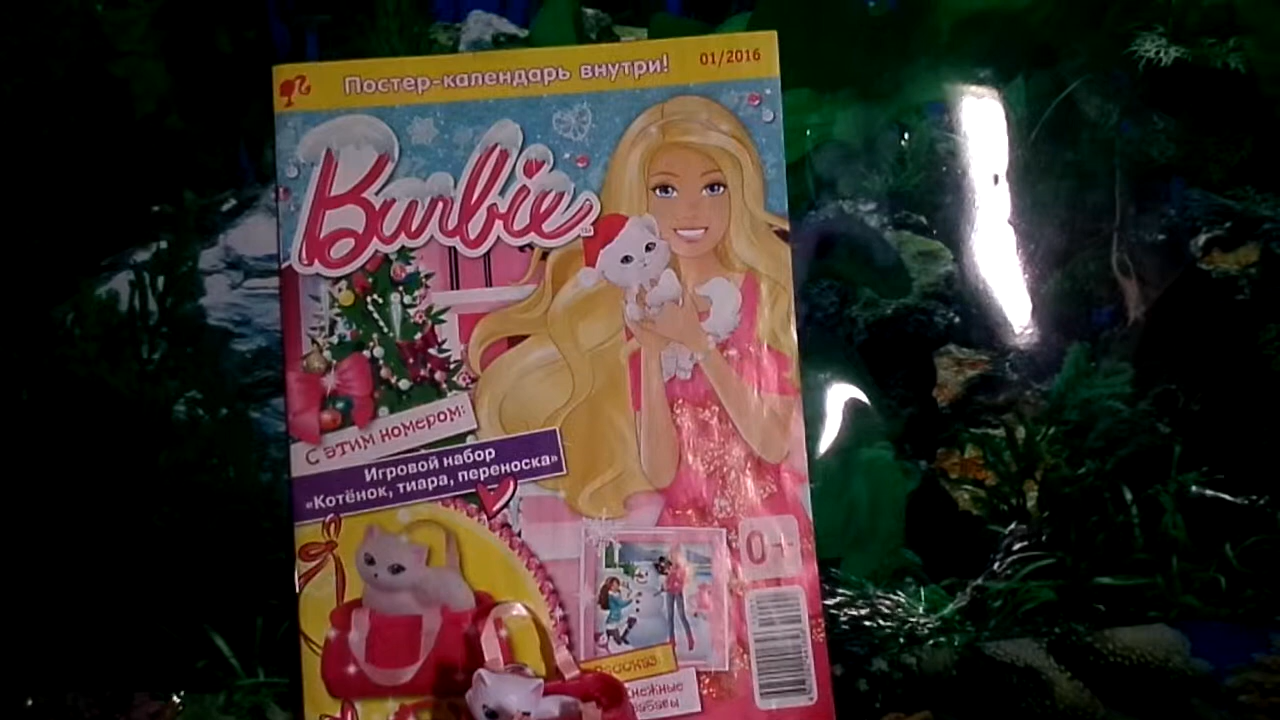 Постер-календарь внутри! 01/2016
Barbie
С этим номером:
Игровой набор
«Котёнок, тиара, переноска»
0+
Рассказ